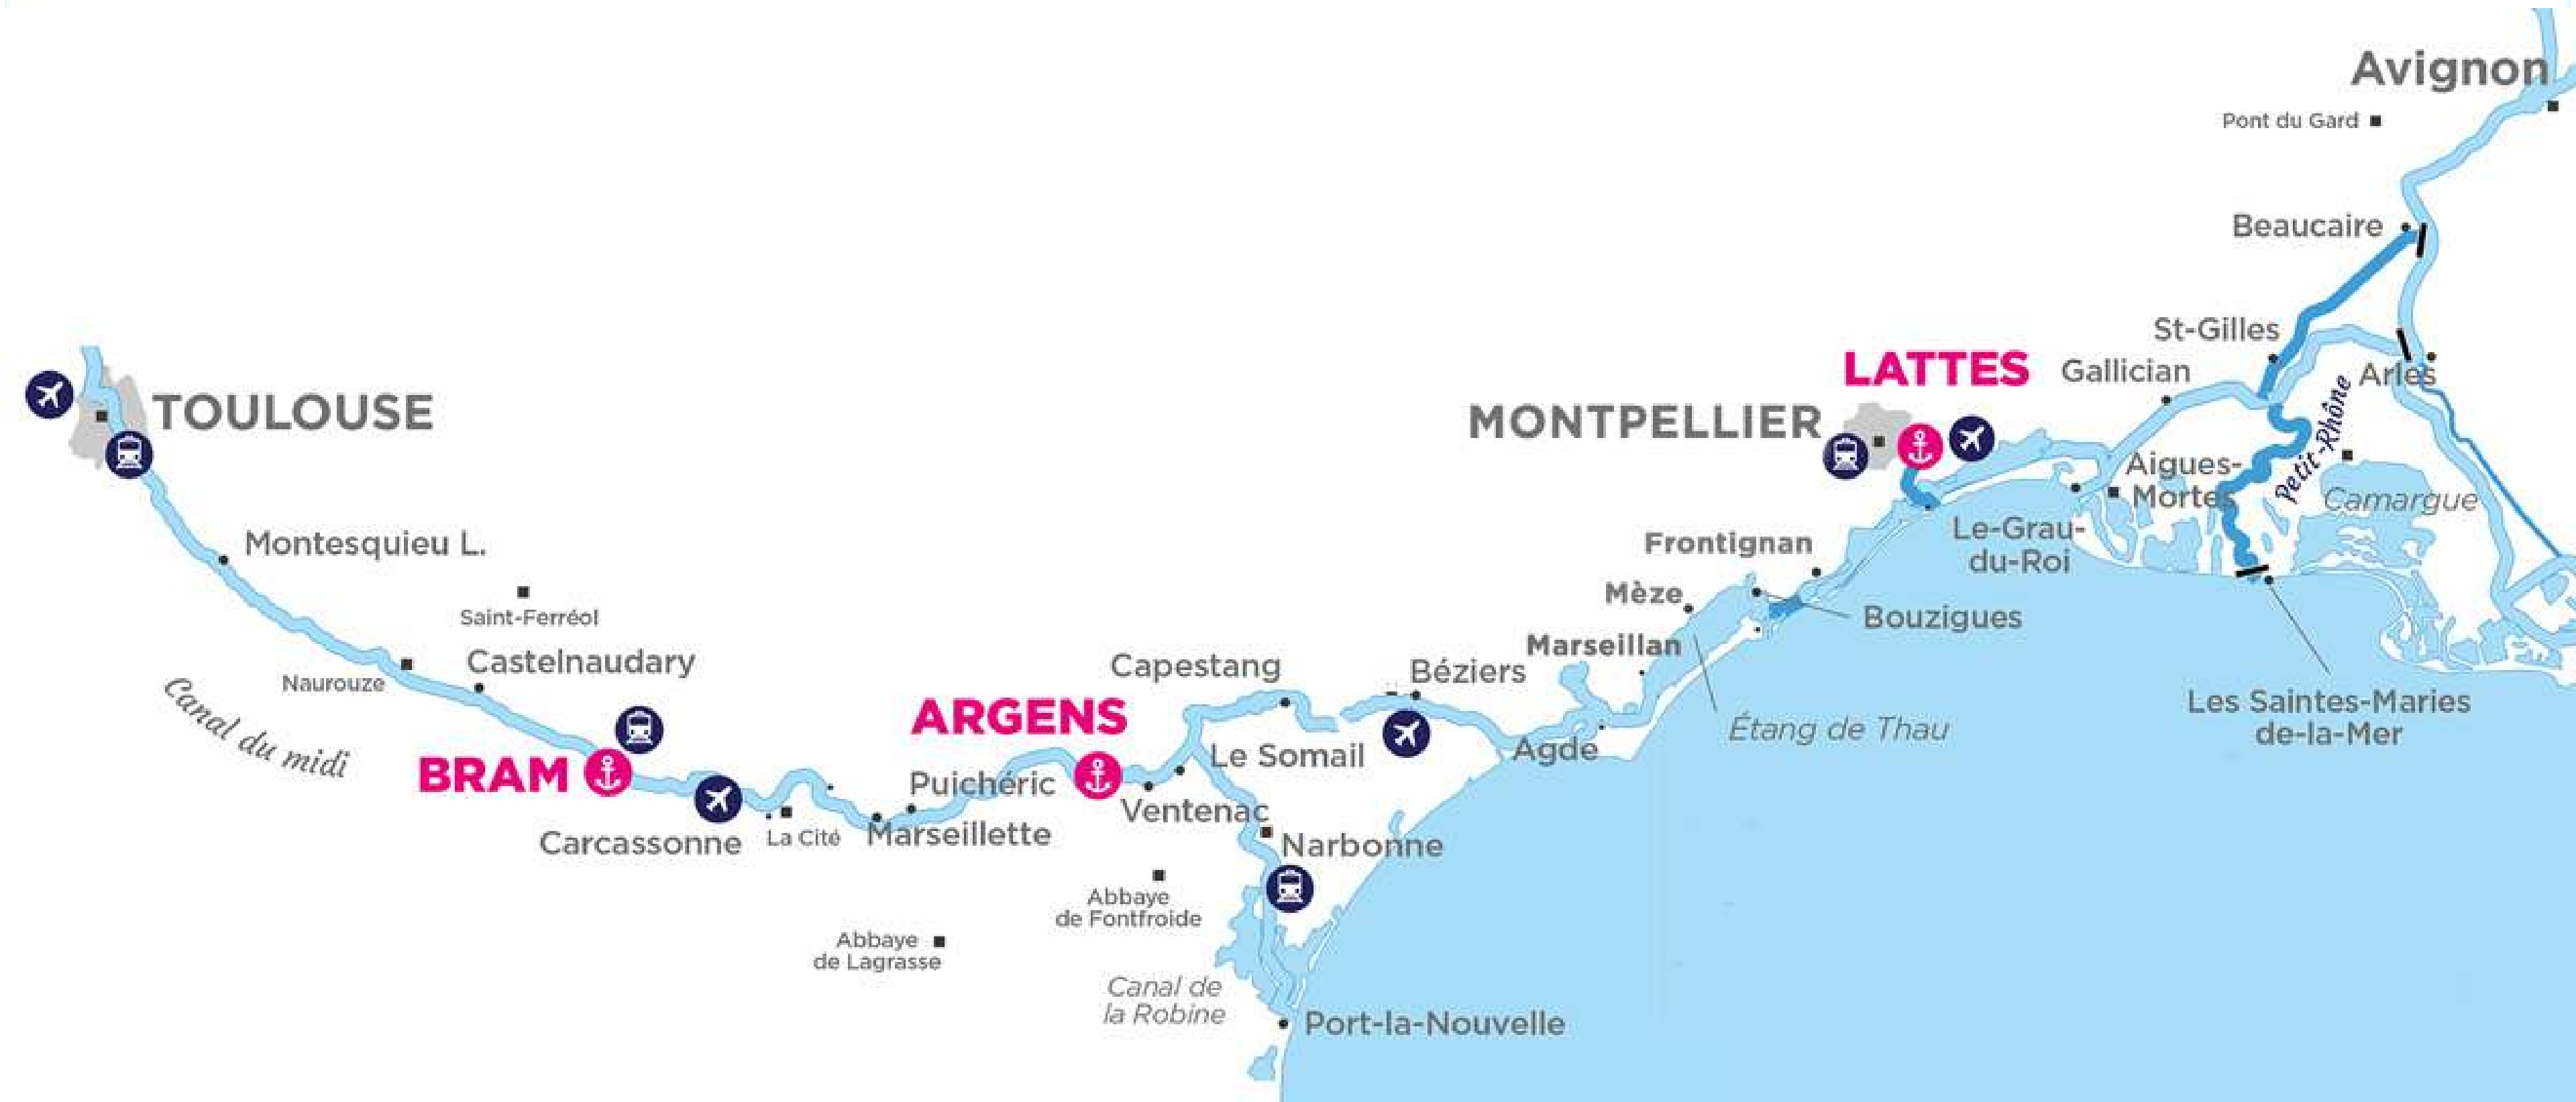 Avignon
Pont du Gard
Beaucaire
St-Gilles
LATTES
Gallician
Arles
TOULOUSE
MONTPELLIER
Petit-Rhône
Aigues-
Mortes
Camargue
Montesquieu L.
Frontignan
Le-Grau-
du-Roi
Saint-Ferréol
Mèze
Bouzigues
Castelnaudary
Capestang
Béziers
Marseillan
Naurouze
Canal du midi
ARGENS
Les Saintes-Maries
de-la-Mer
Étang de Thau
Agde
Le Somail
BRAM
Puichéric
Ventenac
Carcassonne
La Cité
Marseillette
Narbonne
Abbaye
de Fontfroide
Abbaye
de Lagrasse
Canal de
la Robine
Port-la-Nouvelle